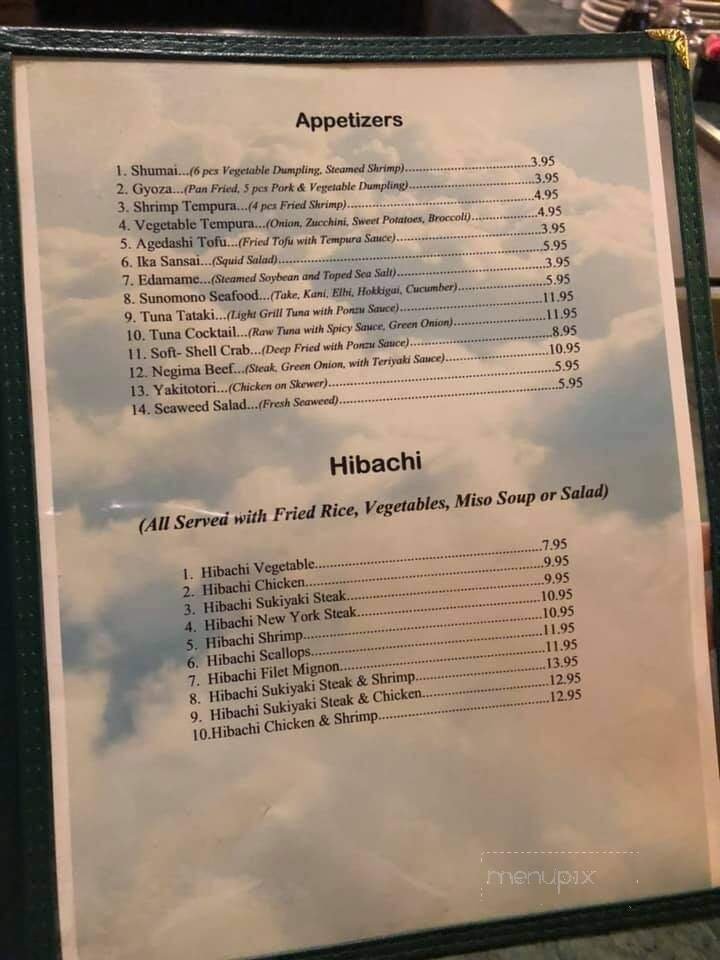 Appetizers
1. Shumai...(6 pcs Vegetable Dumpling, Steamed Shrimp)...3.95
2. Gyoza...(Pan Fried, 5 pcs Pork & Vegetable Dumpling)...3.95
3. Shrimp Tempura...(4 pcs Fried Shrimp)...4.95
4. Vegetable Tempura...(Onion, Zucchini, Sweet Potatoes, Broccoli)...4.95
5. Agedashi Tofu...(Fried Tofu with Tempura Sauce)...3.95
6. Ika Sansai...(Squid Salad)...5.95
7. Edamame...(Steamed Soybean and Toped Sea Salt)...3.95
8. Sunomono Seafood...(Take, Kani, Elbi, Hokkigai, Cucumber)...5.95
9. Tuna Tataki...(Light Grill Tuna with Ponzu Sauce)...11.95
10. Tuna Cocktail...(Raw Tuna with Spicy Sauce, Green Onion)...11.95
11. Soft- Shell Crab...(Deep Fried with Ponzu Sauce)...8.95
12. Negima Beef...(Steak, Green Onion, with Teriyaki Sauce)...10.95
13. Yakitotori...(Chicken on Skewer)...5.95
14. Seaweed Salad...(Fresh Seaweed)...5.95
Hibachi
(All Served with Fried Rice, Vegetables, Miso Soup or Salad)
1. Hibachi Vegetable...7.95
2. Hibachi Chicken...9.95
3. Hibachi Sukiyaki Steak...9.95
4. Hibachi New York Steak...10.95
5. Hibachi Shrimp...10.95
6. Hibachi Scallops...11.95
7. Hibachi Filet Mignon...11.95
8. Hibachi Sukiyaki Steak & Shrimp...13.95
9. Hibachi Sukiyaki Steak & Chicken...12.95
10.Hibachi Chicken & Shrimp...12.95
menupix